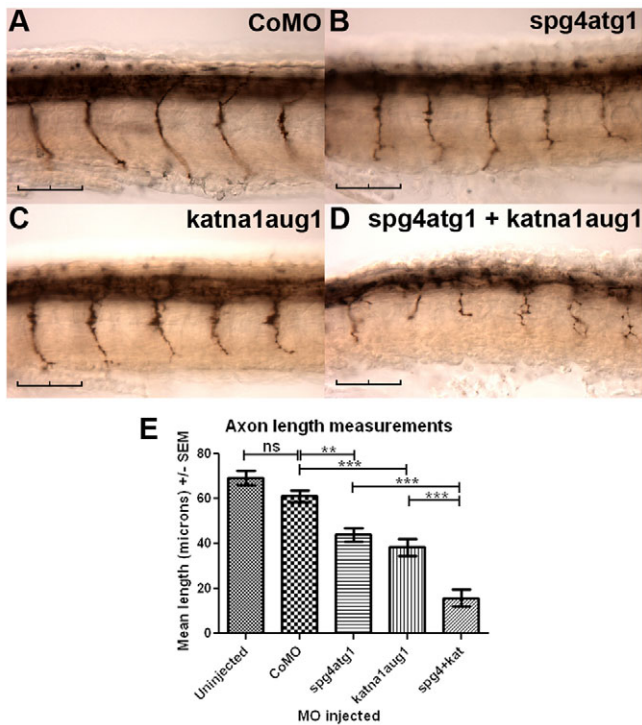 A CoMO
B spg4atg1
C katna1aug1
D spg4atg1 + katna1aug1
E
Axon length measurements
ns
**
***
***
***
Mean length (microns) +/- SEM
80
60
40
20
0
Uninjected
CoMO
spg4atg1
katna1aug1
spg4+kat
MO injected